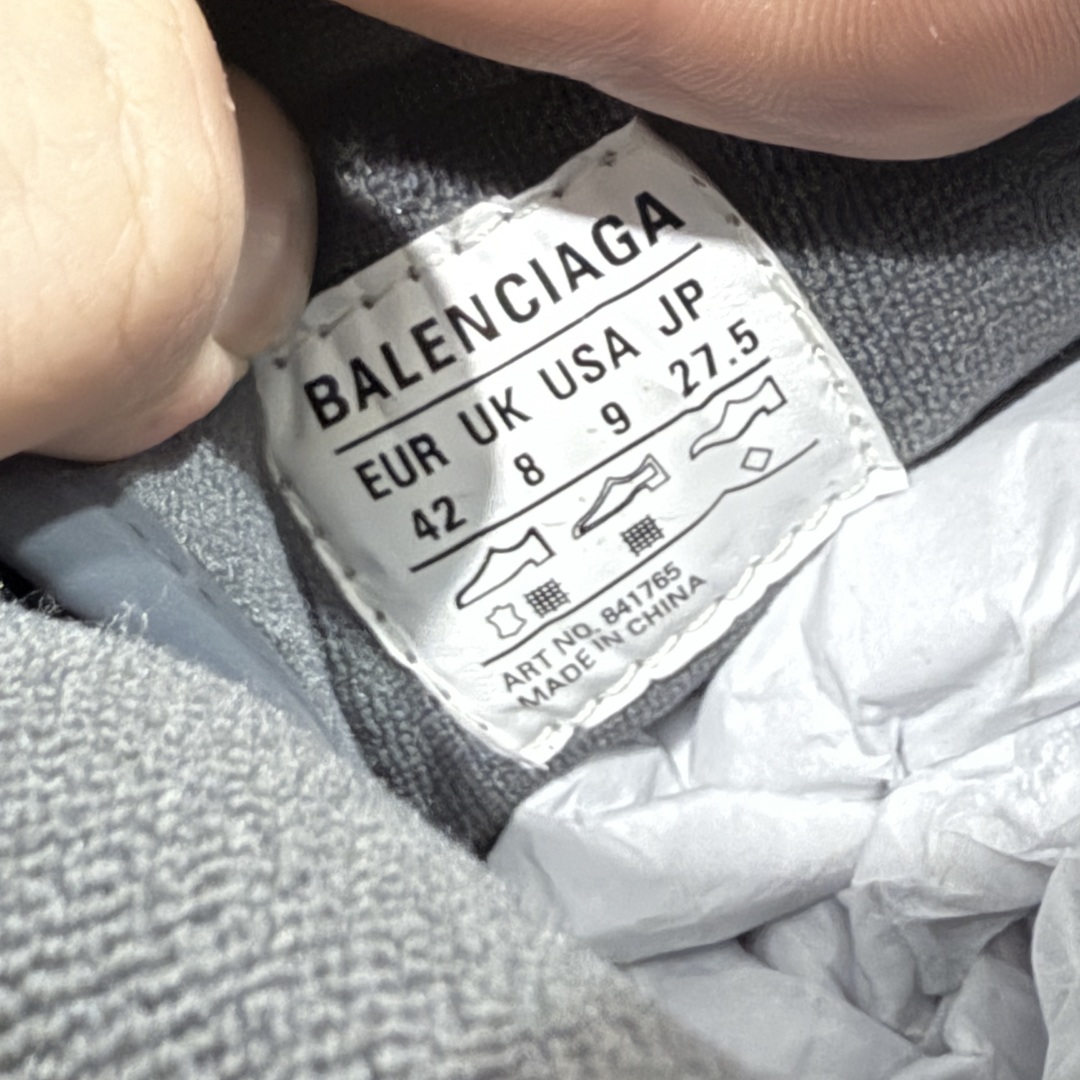 BALENCIAGA
EUR UK USA JP
42 8 9 27.5
ART NO. 841765
MADE IN CHINA